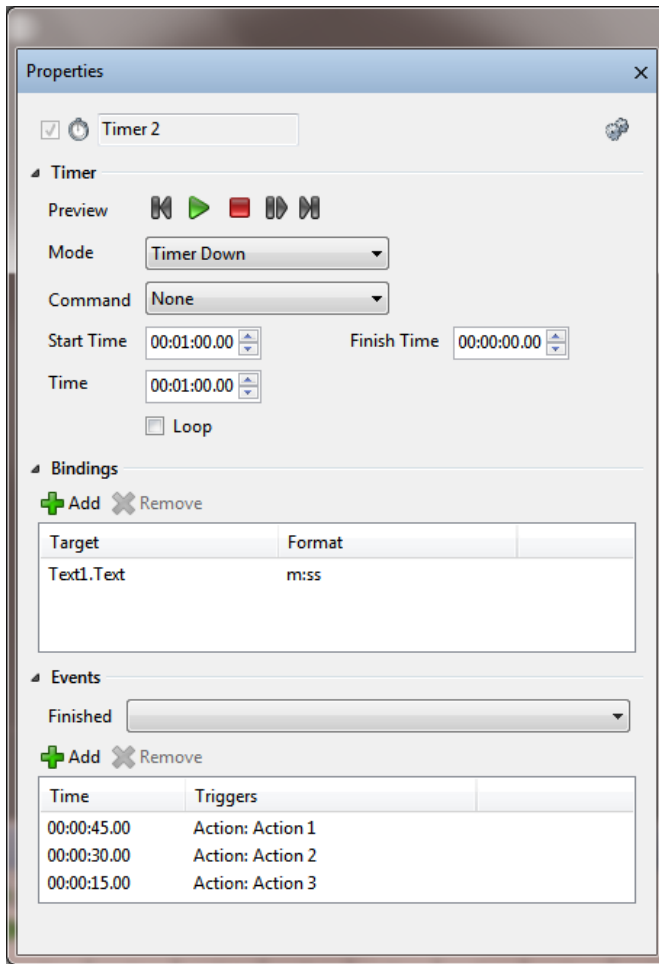 Properties
Timer 2
Timer
Preview
Mode Timer Down
Command None
Start Time 00:01:00.00 Finish Time 00:00:00.00
Time 00:01:00.00
Loop
Bindings
Add Remove
Target Format
Text1.Text m:ss
Events
Finished
Add Remove
Time Triggers
00:00:45.00 Action: Action 1
00:00:30.00 Action: Action 2
00:00:15.00 Action: Action 3